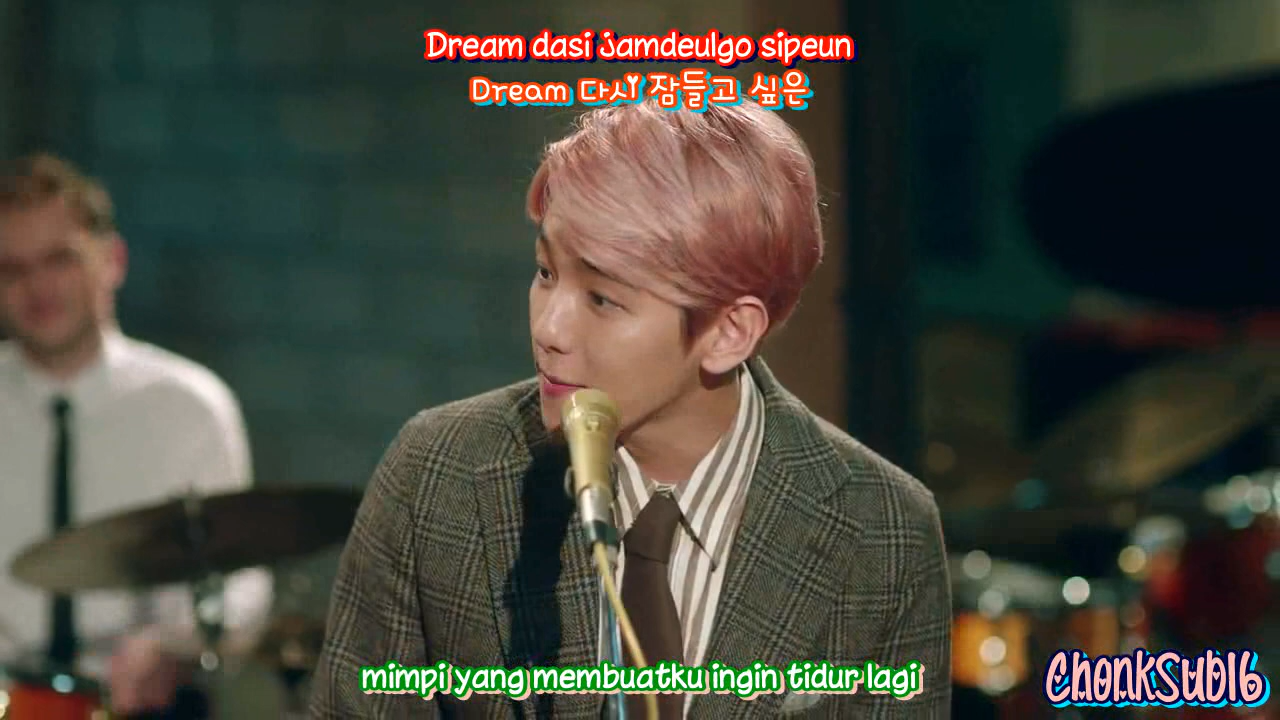 Dream dasi jamdeulgo sipeun
Dream 다시 잠들고 싶은
mimpi yang membuatku ingin tidur lagi
ChonkSub16